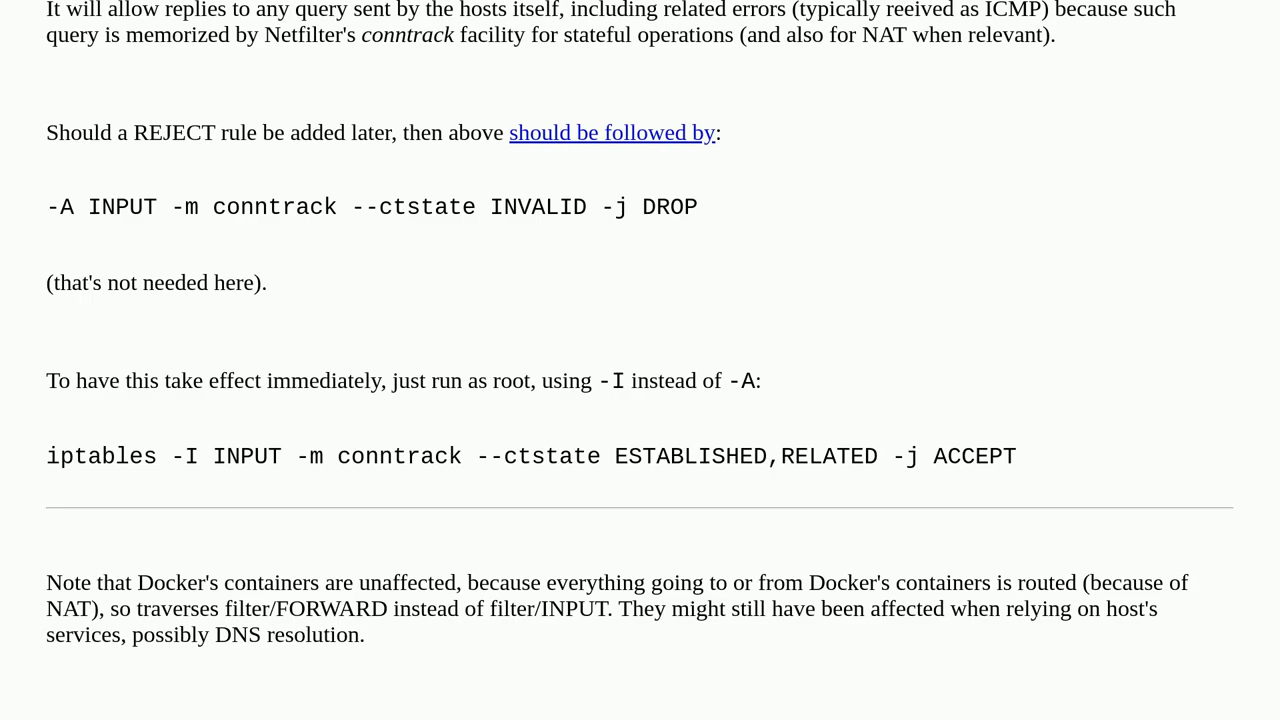 It will allow replies to any query sent by the hosts itself, including related errors (typically reeived as ICMP) because such
query is memorized by Netfilter's conntrack facility for stateful operations (and also for NAT when relevant).
Should a REJECT rule be added later, then above should be followed by:
-A INPUT -m conntrack --ctstate INVALID -j DROP
(that's not needed here).
To have this take effect immediately, just run as root, using -I instead of -A:
iptables -I INPUT -m conntrack --ctstate ESTABLISHED,RELATED -j ACCEPT
Note that Docker's containers are unaffected, because everything going to or from Docker's containers is routed (because of
NAT), so traverses filter/FORWARD instead of filter/INPUT. They might still have been affected when relying on host's
services, possibly DNS resolution.